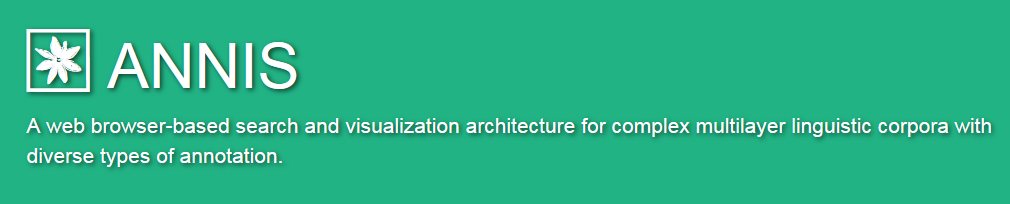 ANNIS
A web browser-based search and visualization architecture for complex multilayer linguistic corpora with
diverse types of annotation.